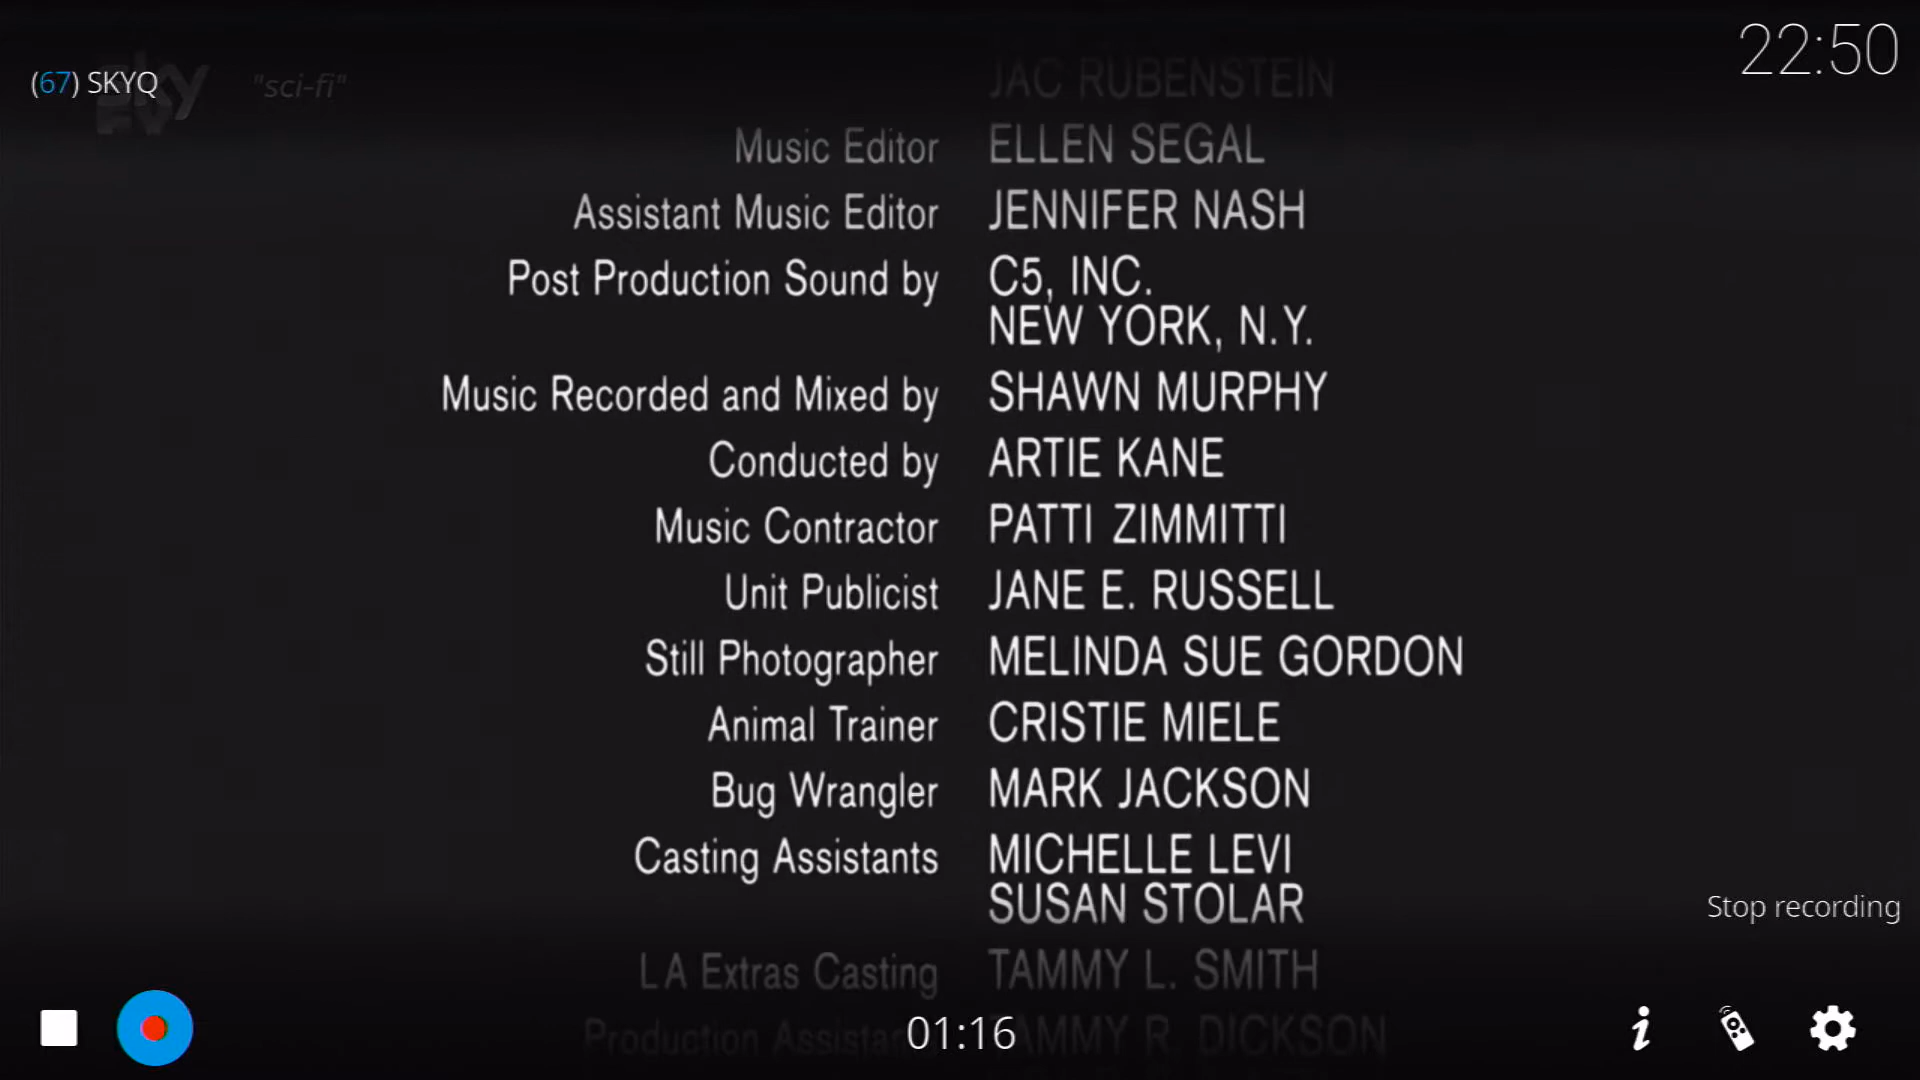 22:50
(67) SKYQ
sky
"sci-fi"
JAC RUBENSTEIN
Music Editor ELLEN SEGAL
Assistant Music Editor JENNIFER NASH
Post Production Sound by C5, INC.
NEW YORK, N.Y.
Music Recorded and Mixed by SHAWN MURPHY
Conducted by ARTIE KANE
Music Contractor PATTI ZIMMITTI
Unit Publicist JANE E. RUSSELL
Still Photographer MELINDA SUE GORDON
Animal Trainer CRISTIE MIELE
Bug Wrangler MARK JACKSON
Casting Assistants MICHELLE LEVI
SUSAN STOLAR
Stop recording
LA Extras Casting TAMMY L. SMITH
Production 01:16 R. DICKSON